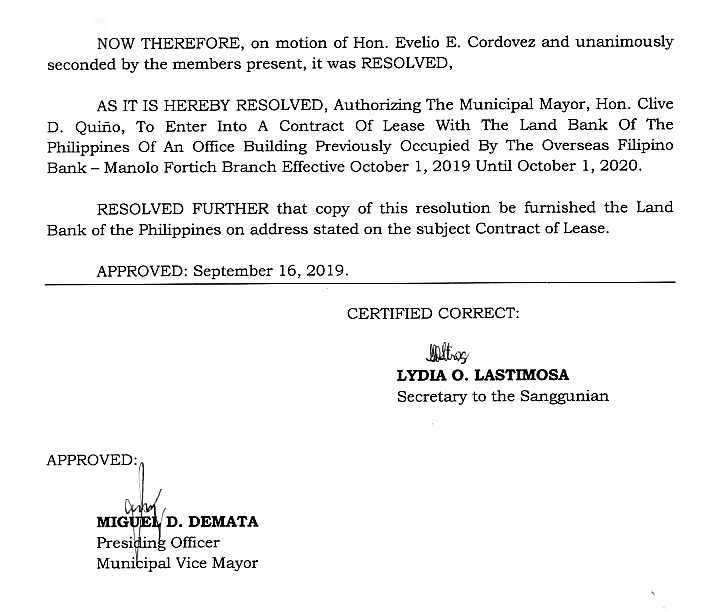 NOW THEREFORE, on motion of Hon. Evelio E. Cordovez and unanimously
seconded by the members present, it was RESOLVED,
AS IT IS HEREBY RESOLVED, Authorizing The Municipal Mayor, Hon. Clive
D. Quiño, To Enter Into A Contract Of Lease With The Land Bank Of The
Philippines Of An Office Building Previously Occupied By The Overseas Filipino
Bank – Manolo Fortich Branch Effective October 1, 2019 Until October 1, 2020.
RESOLVED FURTHER that copy of this resolution be furnished the Land
Bank of the Philippines on address stated on the subject Contract of Lease.
APPROVED: September 16, 2019.
CERTIFIED CORRECT:
LYDIA O. LASTIMOSA
Secretary to the Sanggunian
APPROVED:
MIGUEL D. DEMATA
Presiding Officer
Municipal Vice Mayor